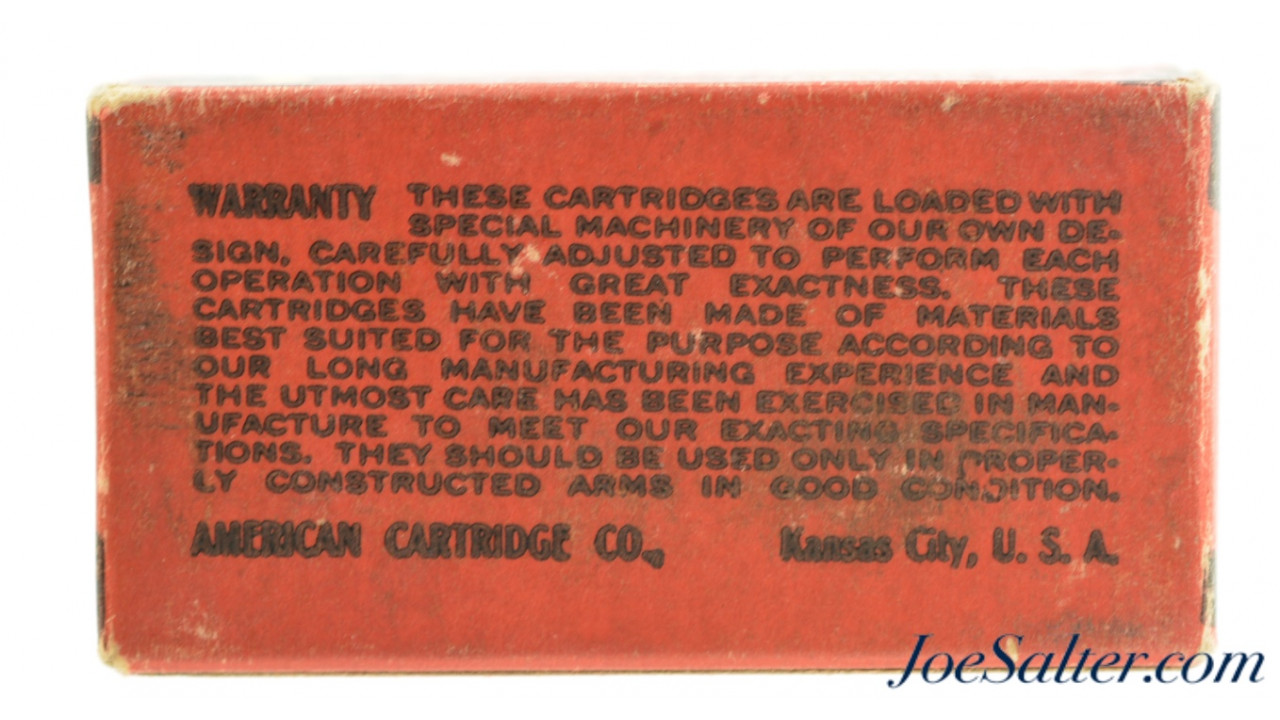 WARRANTY THESE CARTRIDGES ARE LOADED WITH
SPECIAL MACHINERY OF OUR OWN DE-
SIGN, CAREFULLY ADJUSTED TO PERFORM EACH
OPERATION WITH GREAT EXACTNESS. THESE
CARTRIDGES HAVE BEEN MADE OF MATERIALS
BEST SUITED FOR THE PURPOSE ACCORDING TO
OUR LONG MANUFACTURING EXPERIENCE AND
THE UTMOST CARE HAS BEEN EXERCISED IN MAN-
UFACTURE TO MEET OUR EXACTING SPECIFICA-
TIONS. THEY SHOULD BE USED ONLY IN PROPER-
LY CONSTRUCTED ARMS IN GOOD CONDITION.
AMERICAN CARTRIDGE CO., Kansas City, U. S. A.
JoeSalter.com